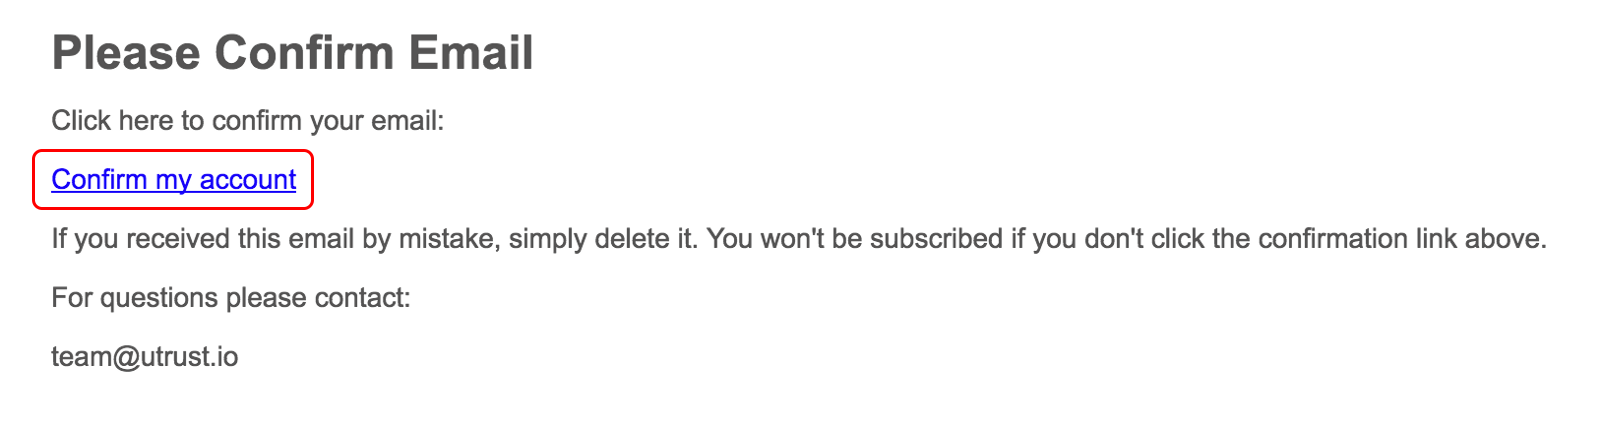 Please Confirm Email
Click here to confirm your email:
Confirm my account
If you received this email by mistake, simply delete it. You won't be subscribed if you don't click the confirmation link above.
For questions please contact:
team@utrust.io